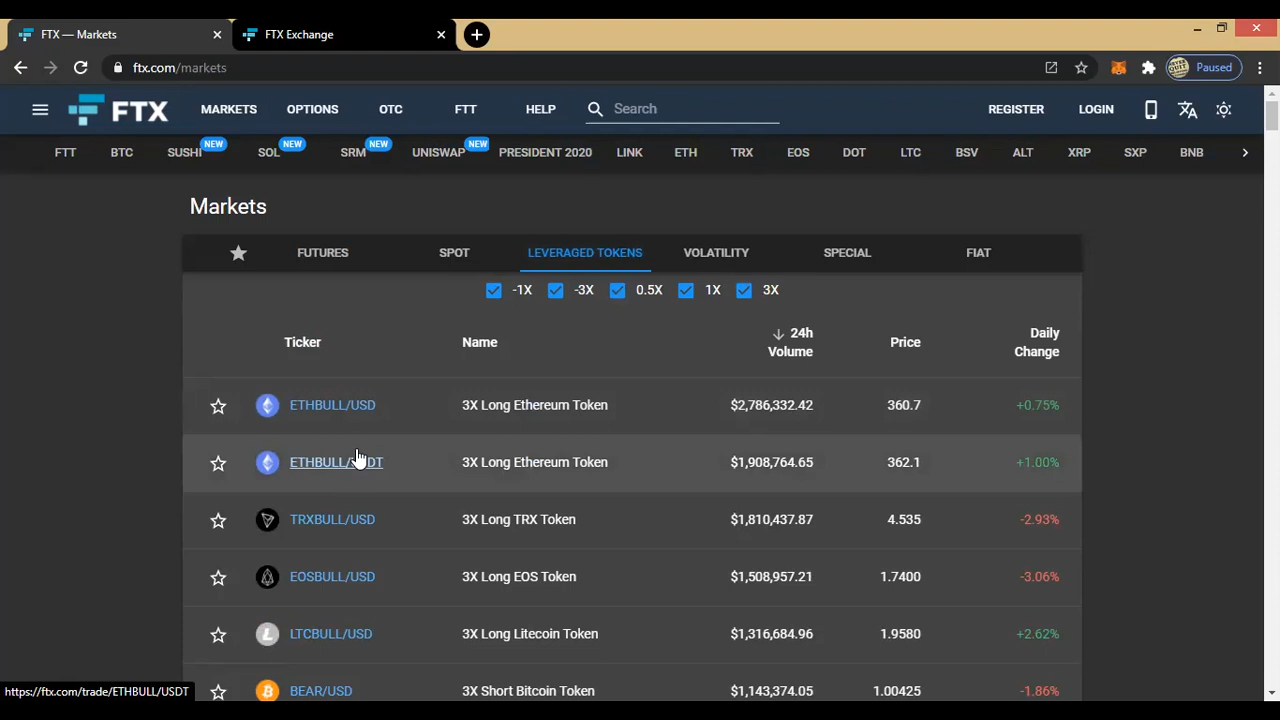 FTX — Markets
FTX Exchange
ftx.com/markets
Paused
FTX MARKETS OPTIONS OTC FTT HELP Search REGISTER LOGIN
NEW NEW NEW NEW
FTT BTC SUSHI SOL SRM UNISWAP PRESIDENT 2020 LINK ETH TRX EOS DOT LTC BSV ALT XRP SXP BNB
Markets
FUTURES SPOT LEVERAGED TOKENS VOLATILITY SPECIAL FIAT
-1X -3X 0.5X 1X 3X
Ticker Name 24h Volume Price Daily Change
ETHBULL/USD 3X Long Ethereum Token $2,786,332.42 360.7 +0.75%
ETHBULL/USDT 3X Long Ethereum Token $1,908,764.65 362.1 +1.00%
TRXBULL/USD 3X Long TRX Token $1,810,437.87 4.535 -2.93%
EOSBULL/USD 3X Long EOS Token $1,508,957.21 1.7400 -3.06%
LTCBULL/USD 3X Long Litecoin Token $1,316,684.96 1.9580 +2.62%
BEAR/USD 3X Short Bitcoin Token $1,143,374.05 1.00425 -1.86%
https://ftx.com/trade/ETHBULL/USDT